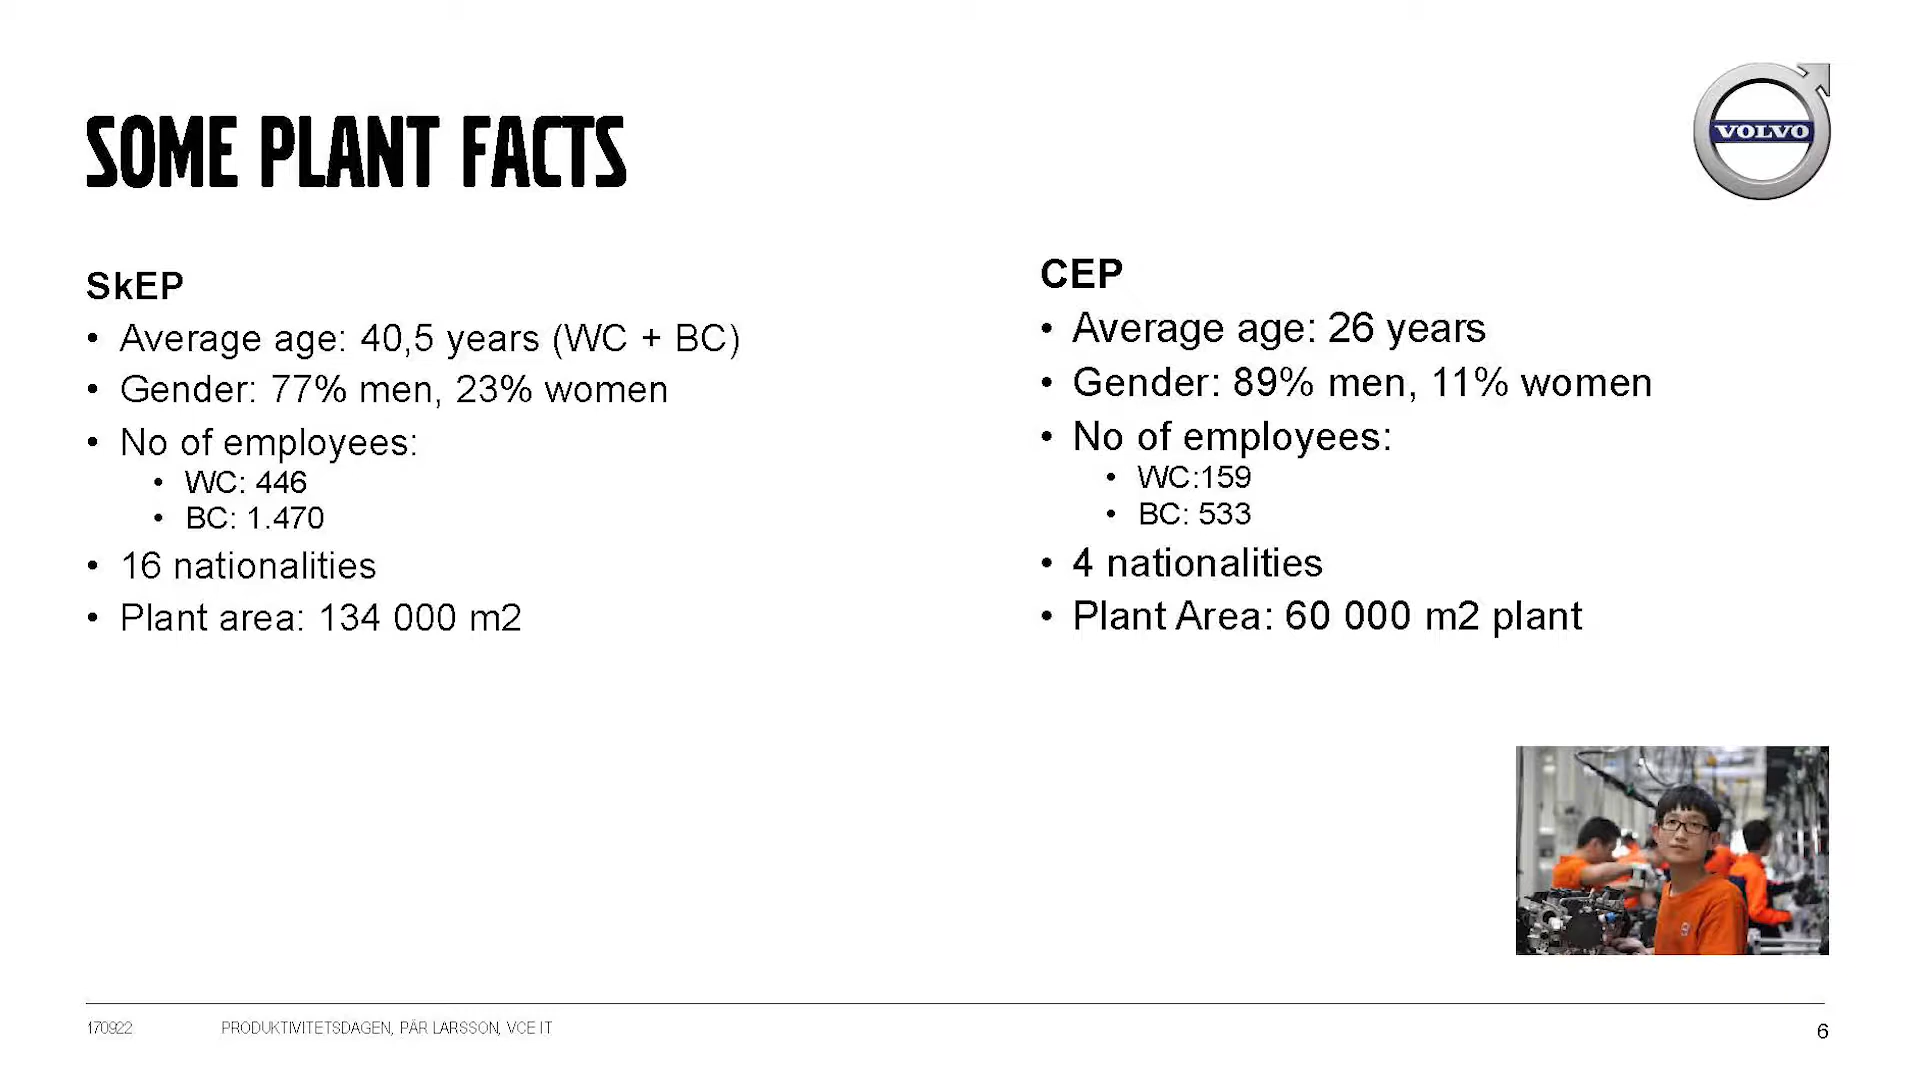 SOME PLANT FACTS
VOLVO
SkEP
• Average age: 40,5 years (WC + BC)
• Gender: 77% men, 23% women
• No of employees:
• WC: 446
• BC: 1.470
• 16 nationalities
• Plant area: 134 000 m2
CEP
• Average age: 26 years
• Gender: 89% men, 11% women
• No of employees:
• WC:159
• BC: 533
• 4 nationalities
• Plant Area: 60 000 m2 plant
170922 PRODUKTIVITETSDAGEN, PÄR LARSSON, VCE IT
6